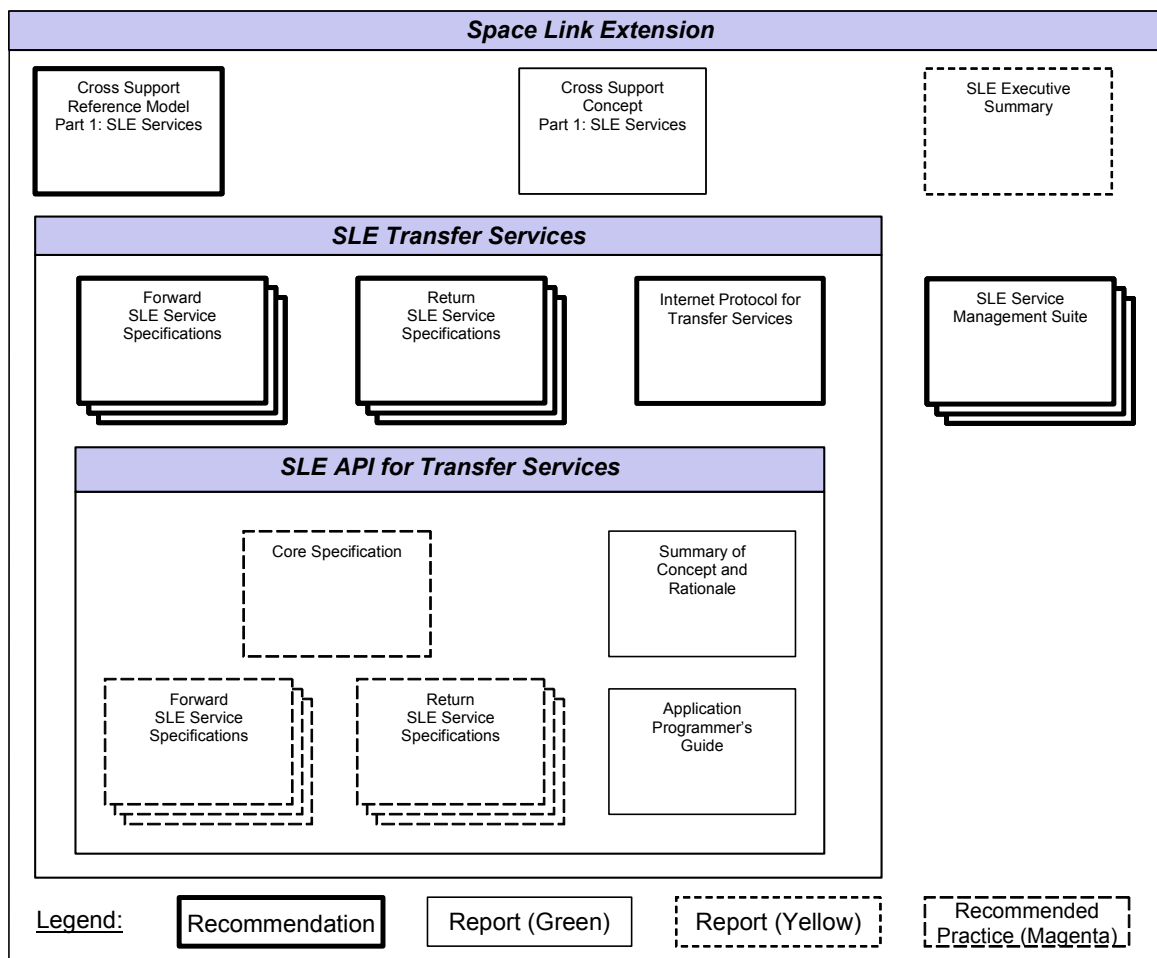 Space Link Extension
Cross Support
Reference Model
Part 1: SLE Services
Cross Support
Concept
Part 1: SLE Services
SLE Executive
Summary
SLE Transfer Services
Forward
SLE Service
Specifications
Return
SLE Service
Specifications
Internet Protocol for
Transfer Services
SLE Service
Management Suite
SLE API for Transfer Services
Core Specification
Summary of
Concept and
Rationale
Forward
SLE Service
Specifications
Return
SLE Service
Specifications
Application
Programmer’s
Guide
Legend:
Recommendation
Report (Green)
Report (Yellow)
Recommended
Practice (Magenta)